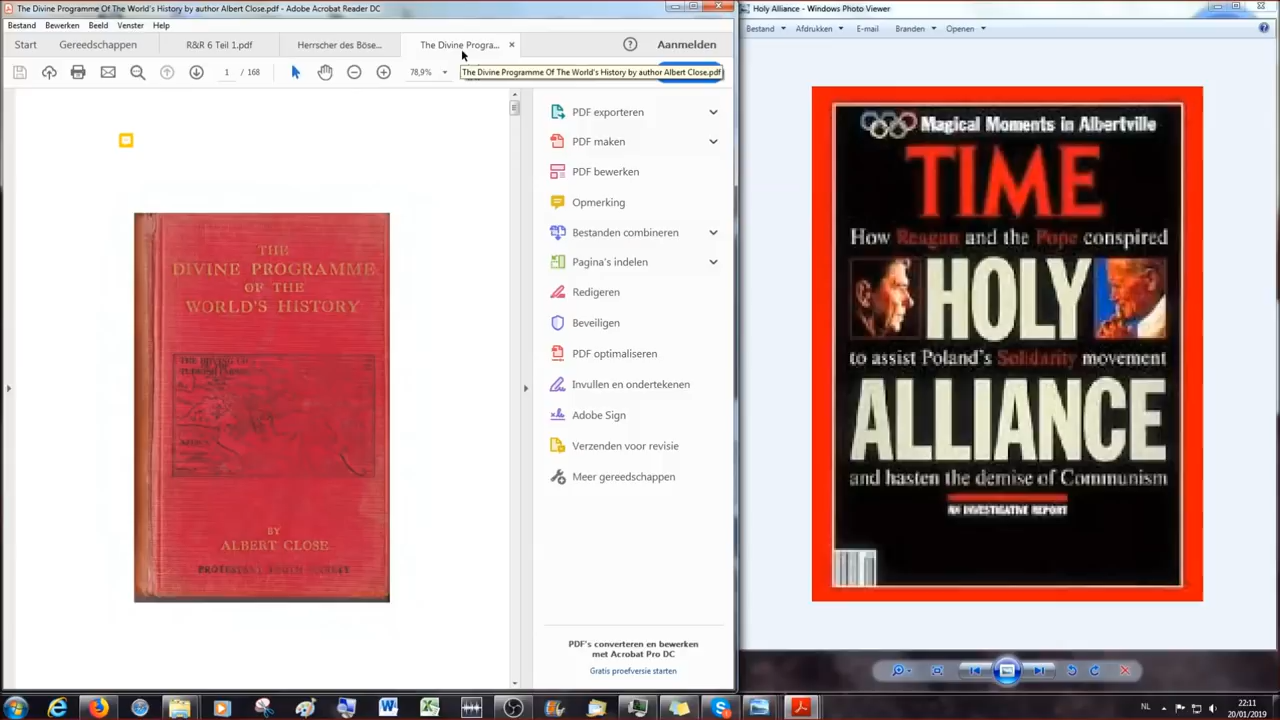 The Divine Programme Of The World's History by author Albert Close.pdf - Adobe Acrobat Reader DC
Bestand Bewerken Beeld Venster Help
Start Gereedschappen R&R 6 Teil 1.pdf Herrscher des Böse... The Divine Progra... × ? Aanmelden
1 / 168 78,9%
The Divine Programme Of The World's History by author Albert Close.pdf
THE
DIVINE PROGRAMME
OF THE
WORLD'S HISTORY
BY
ALBERT CLOSE
PROTESTANT TRUTH SOCIETY
PDF exporteren
PDF maken
PDF bewerken
Opmerking
Bestanden combineren
Pagina's indelen
Redigeren
Beveiligen
PDF optimaliseren
Invullen en ondertekenen
Adobe Sign
Verzenden voor revisie
Meer gereedschappen
PDF's converteren en bewerken
met Acrobat Pro DC
Gratis proefversie starten
Holy Alliance - Windows Photo Viewer
Bestand Afdrukken E-mail Branden Openen
Magical Moments in Albertville
TIME
How Reagan and the Pope conspired
HOLY
to assist Poland's Solidarity movement
ALLIANCE
and hasten the demise of Communism
AN INVESTIGATIVE REPORT
NL
22:11
20/01/2019